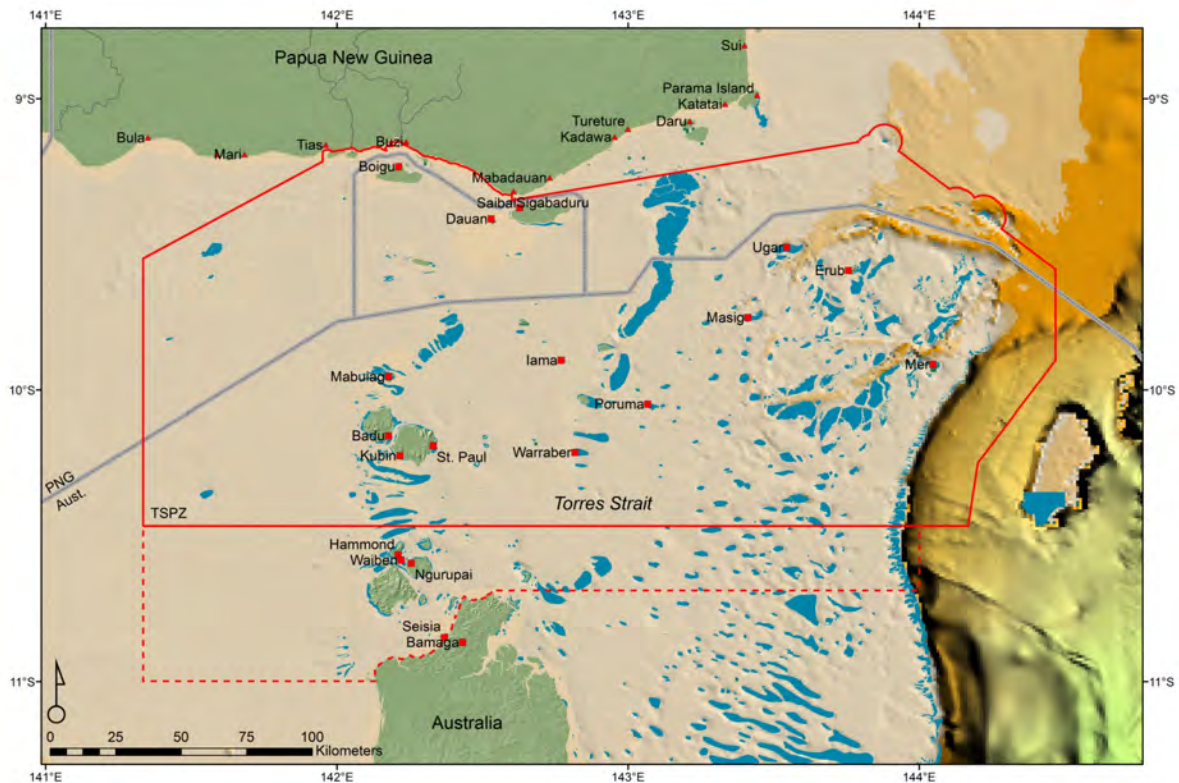 141°E 142°E 143°E 144°E
Papua New Guinea
Sui
9°S 9°S
Parama Island
Katatai
Daru
Tureture
Kadawa
Bula
Mari
Tias
Buzi
Boigu
Mabadauan
Saibai Sigabaduru
Dauan
Ugar
Erub
Masig
Iama
Mer
Mabuiag
10°S 10°S
Poruma
Badu
Kubin
St. Paul
Warraber
PNG
Aust.
TSPZ
Torres Strait
Hammond
Waiben
Ngurupai
Seisia
Bamaga
11°S 11°S
Australia
0 25 50 75 100
Kilometers
141°E 142°E 143°E 144°E